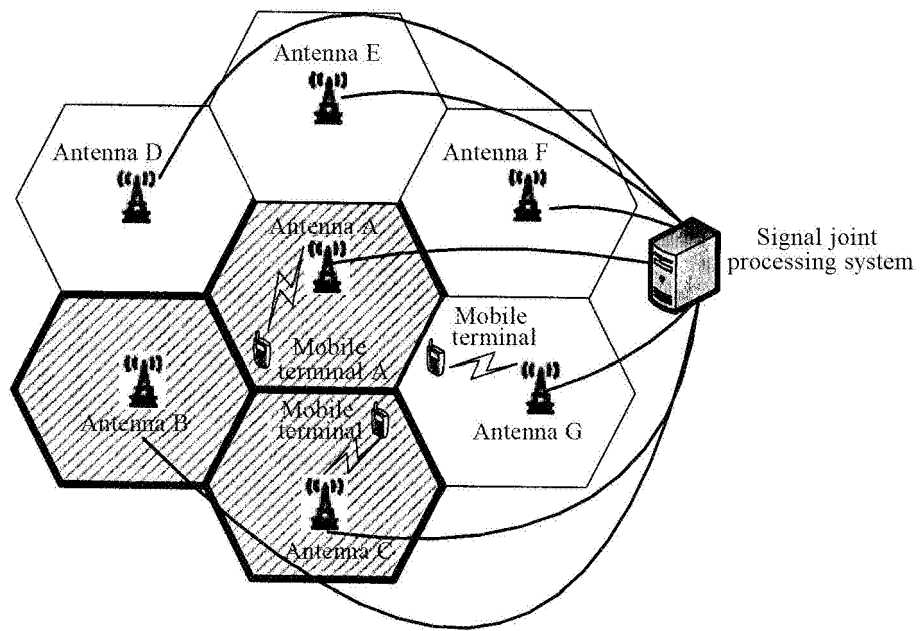 Antenna E
Antenna D
Antenna F
Antenna A
Signal joint
processing system
Mobile
terminal
Mobile
terminal A
Antenna B
Mobile
terminal
Antenna G
Antenna C